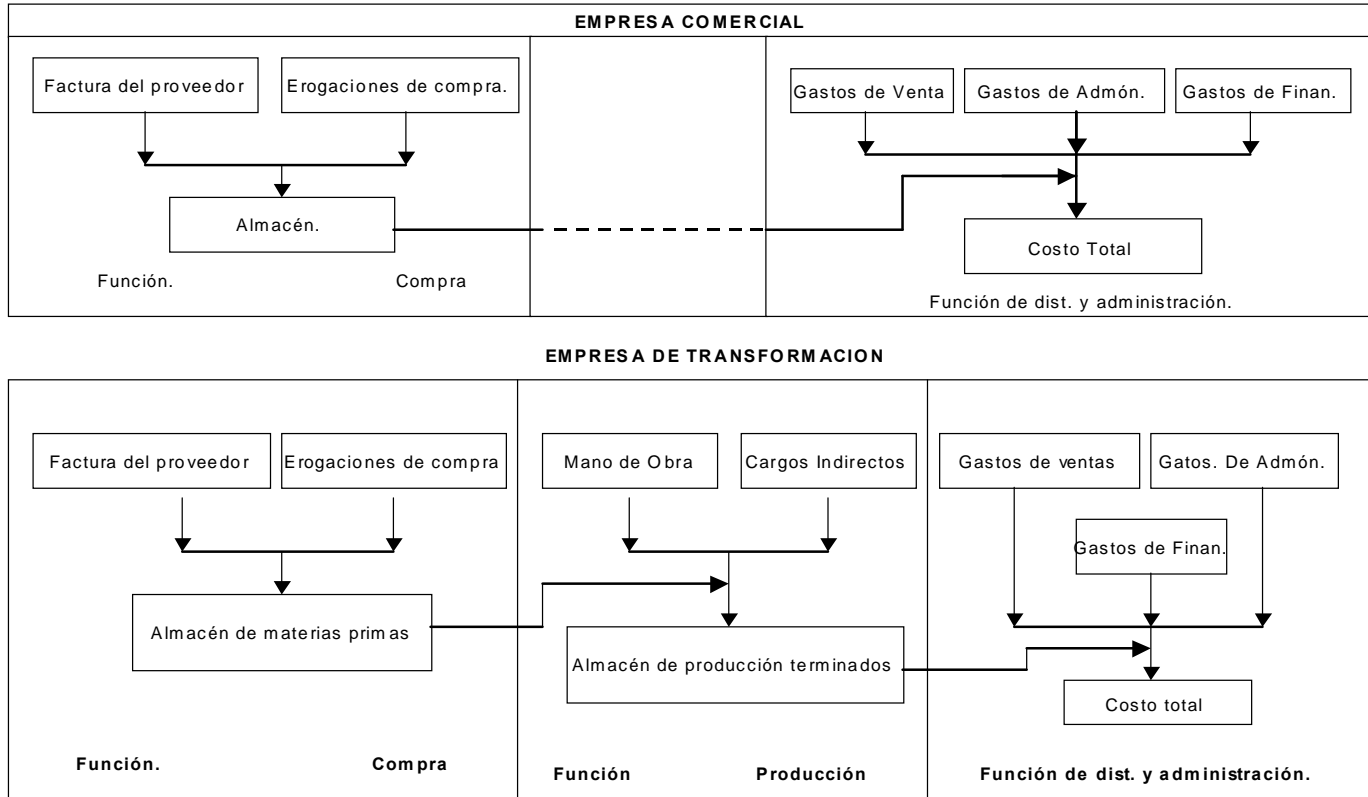 EMPRESA COMERCIAL
Factura del proveedor
Erogaciones de compra.
Almacén.
Función.
Compra
Gastos de Venta
Gastos de Admón.
Gastos de Finan.
Costo Total
Función de dist. y administración.
EMPRESA DE TRANSFORMACION
Factura del proveedor
Erogaciones de compra
Almacén de materias primas
Función.
Compra
Mano de Obra
Cargos Indirectos
Almacén de producción terminados
Función
Producción
Gastos de ventas
Gatos. De Admón.
Gastos de Finan.
Costo total
Función de dist. y administración.